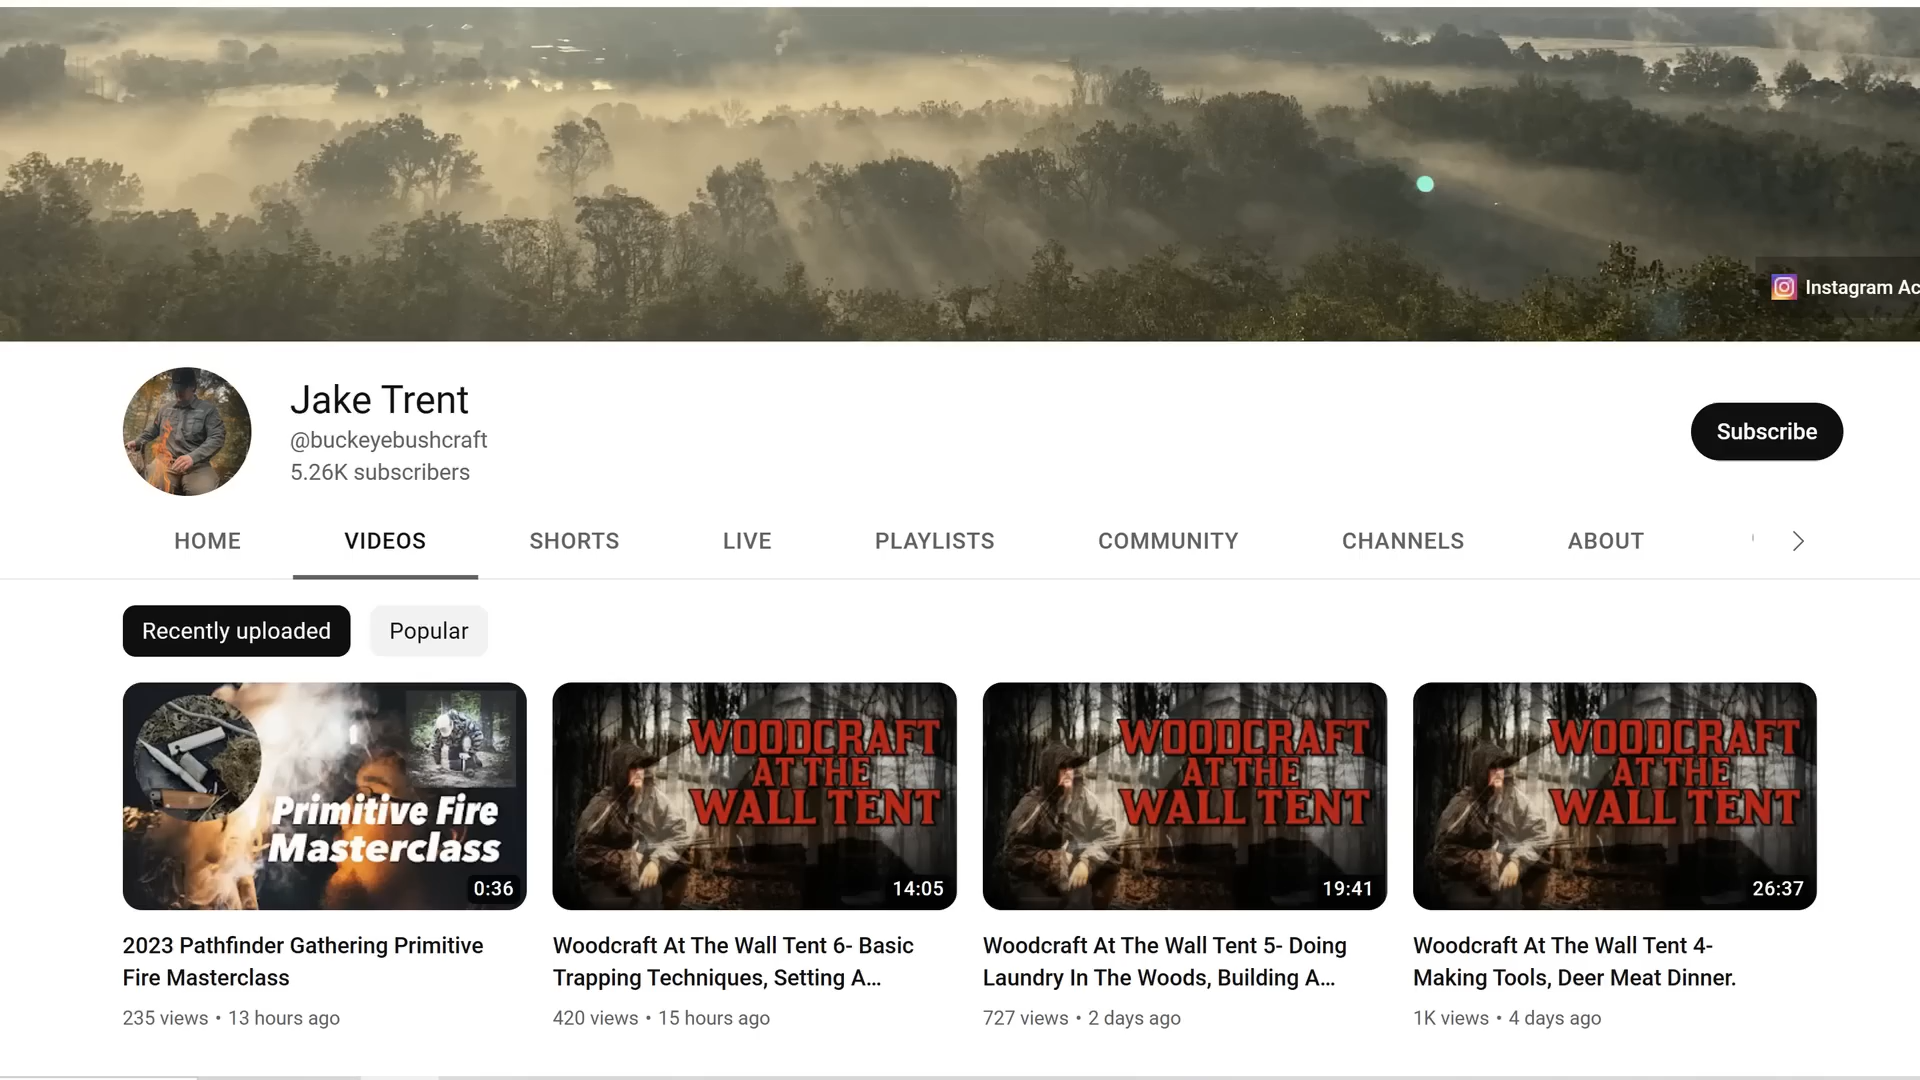 Instagram Ac
Jake Trent
@buckeyebushcraft
5.26K subscribers
Subscribe
HOME VIDEOS SHORTS LIVE PLAYLISTS COMMUNITY CHANNELS ABOUT
Recently uploaded Popular
Primitive Fire
Masterclass
0:36
WOODCRAFT
AT THE
WALL TENT
14:05
WOODCRAFT
AT THE
WALL TENT
19:41
WOODCRAFT
AT THE
WALL TENT
26:37
2023 Pathfinder Gathering Primitive
Fire Masterclass
235 views • 13 hours ago
Woodcraft At The Wall Tent 6- Basic
Trapping Techniques, Setting A...
420 views • 15 hours ago
Woodcraft At The Wall Tent 5- Doing
Laundry In The Woods, Building A...
727 views • 2 days ago
Woodcraft At The Wall Tent 4-
Making Tools, Deer Meat Dinner.
1K views • 4 days ago